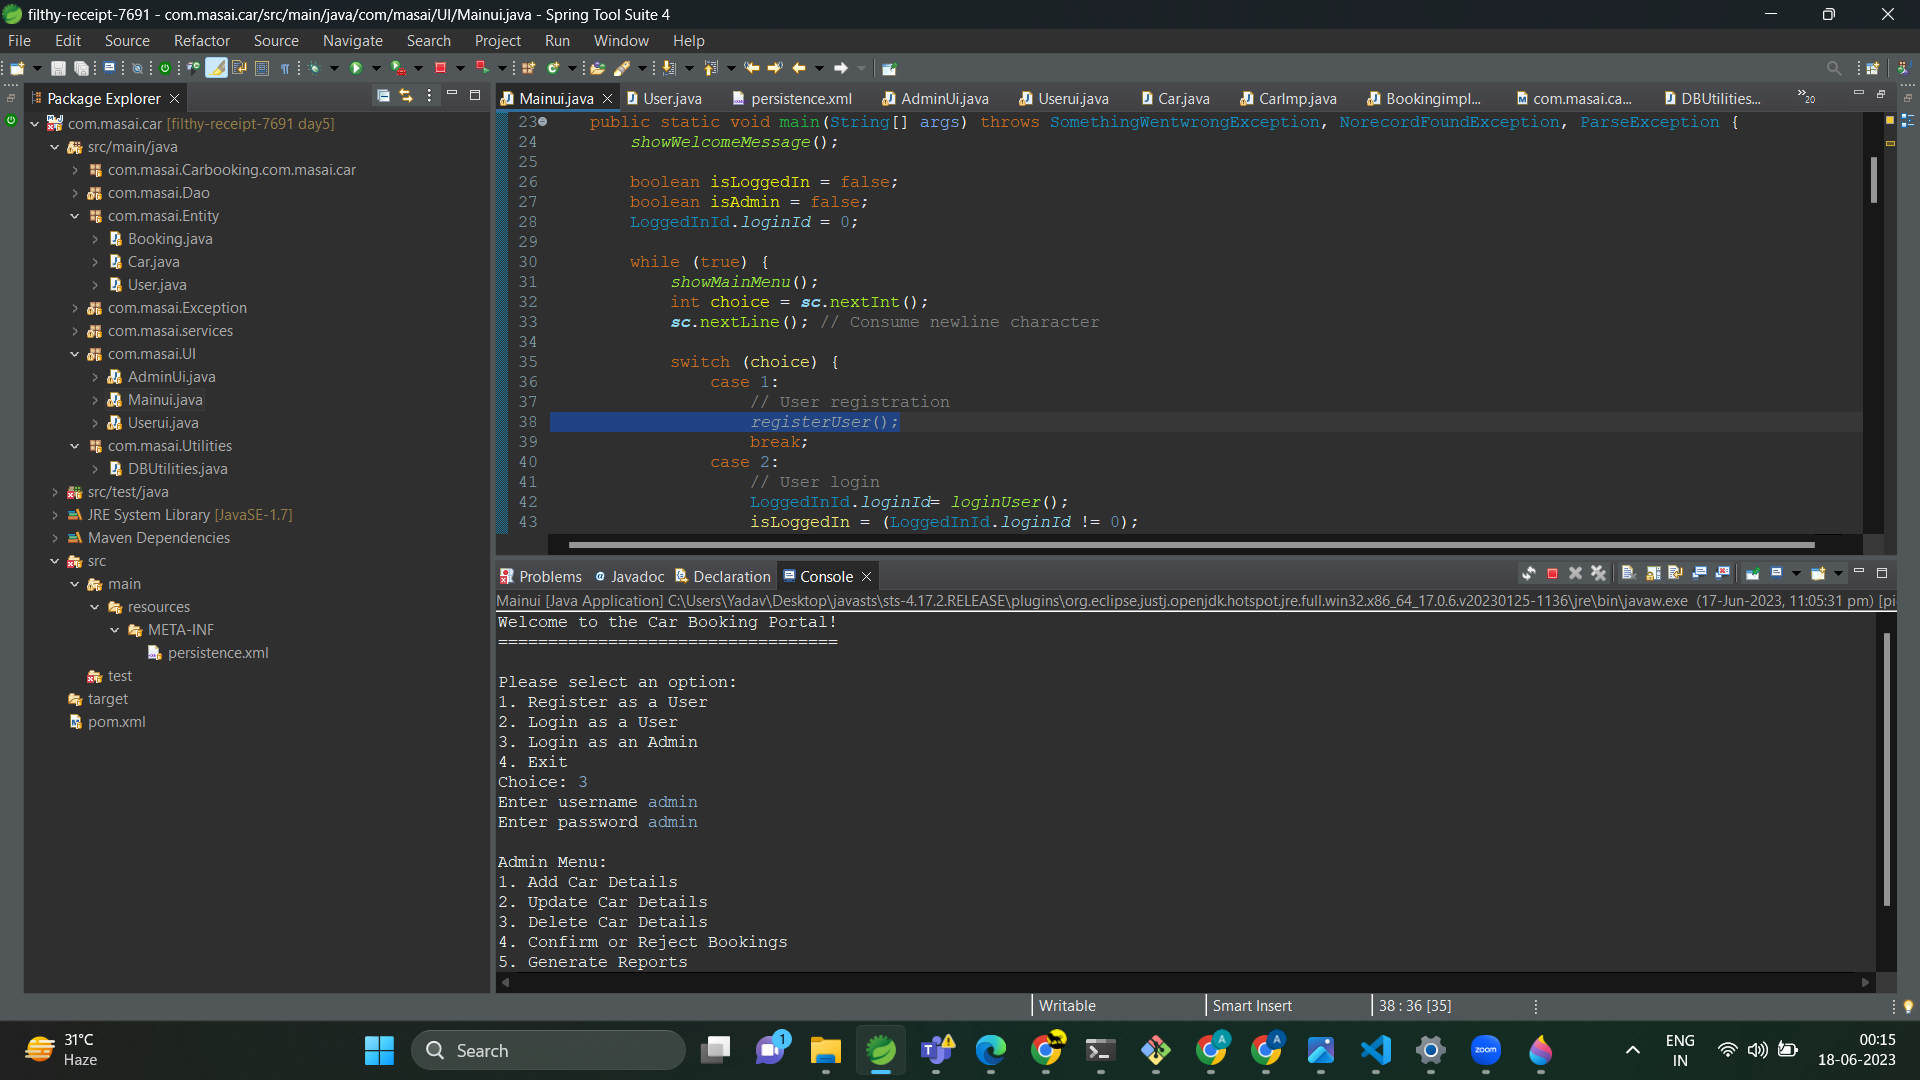 filthy-receipt-7691 - com.masai.car/src/main/java/com/masai/UI/Mainui.java - Spring Tool Suite 4
File Edit Source Refactor Source Navigate Search Project Run Window Help
Package Explorer
com.masai.car [filthy-receipt-7691 day5]
src/main/java
com.masai.Carbooking.com.masai.car
com.masai.Dao
com.masai.Entity
Booking.java
Car.java
User.java
com.masai.Exception
com.masai.services
com.masai.UI
AdminUi.java
Mainui.java
Userui.java
com.masai.Utilities
DBUtilities.java
src/test/java
JRE System Library [JavaSE-1.7]
Maven Dependencies
src
main
resources
META-INF
persistence.xml
test
target
pom.xml
Mainui.java User.java persistence.xml AdminUi.java Userui.java Car.java CarImp.java Bookingimpl... com.masai.ca... DBUtilities... »20
23 public static void main(String[] args) throws SomethingWentwrongException, NorecordFoundException, ParseException {
24 showWelcomeMessage();
25
26 boolean isLoggedIn = false;
27 boolean isAdmin = false;
28 LoggedInId.loginId = 0;
29
30 while (true) {
31 showMainMenu();
32 int choice = sc.nextInt();
33 sc.nextLine(); // Consume newline character
34
35 switch (choice) {
36 case 1:
37 // User registration
38 registerUser();
39 break;
40 case 2:
41 // User login
42 LoggedInId.loginId= loginUser();
43 isLoggedIn = (LoggedInId.loginId != 0);
Problems Javadoc Declaration Console
Mainui [Java Application] C:\Users\Yadav\Desktop\javasts\sts-4.17.2.RELEASE\plugins\org.eclipse.justj.openjdk.hotspot.jre.full.win32.x86_64_17.0.6.v20230125-1136\jre\bin\javaw.exe (17-Jun-2023, 11:05:31 pm) [pi
Welcome to the Car Booking Portal!
==================================
Please select an option:
1. Register as a User
2. Login as a User
3. Login as an Admin
4. Exit
Choice: 3
Enter username admin
Enter password admin
Admin Menu:
1. Add Car Details
2. Update Car Details
3. Delete Car Details
4. Confirm or Reject Bookings
5. Generate Reports
Writable Smart Insert 38 : 36 [35]
31°C
Haze
Search
1
zoom
ENG
IN
00:15
18-06-2023